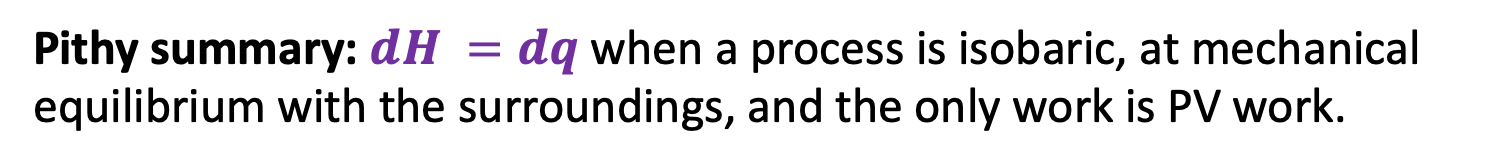 Pithy summary: dH = dq when a process is isobaric, at mechanical
equilibrium with the surroundings, and the only work is PV work.